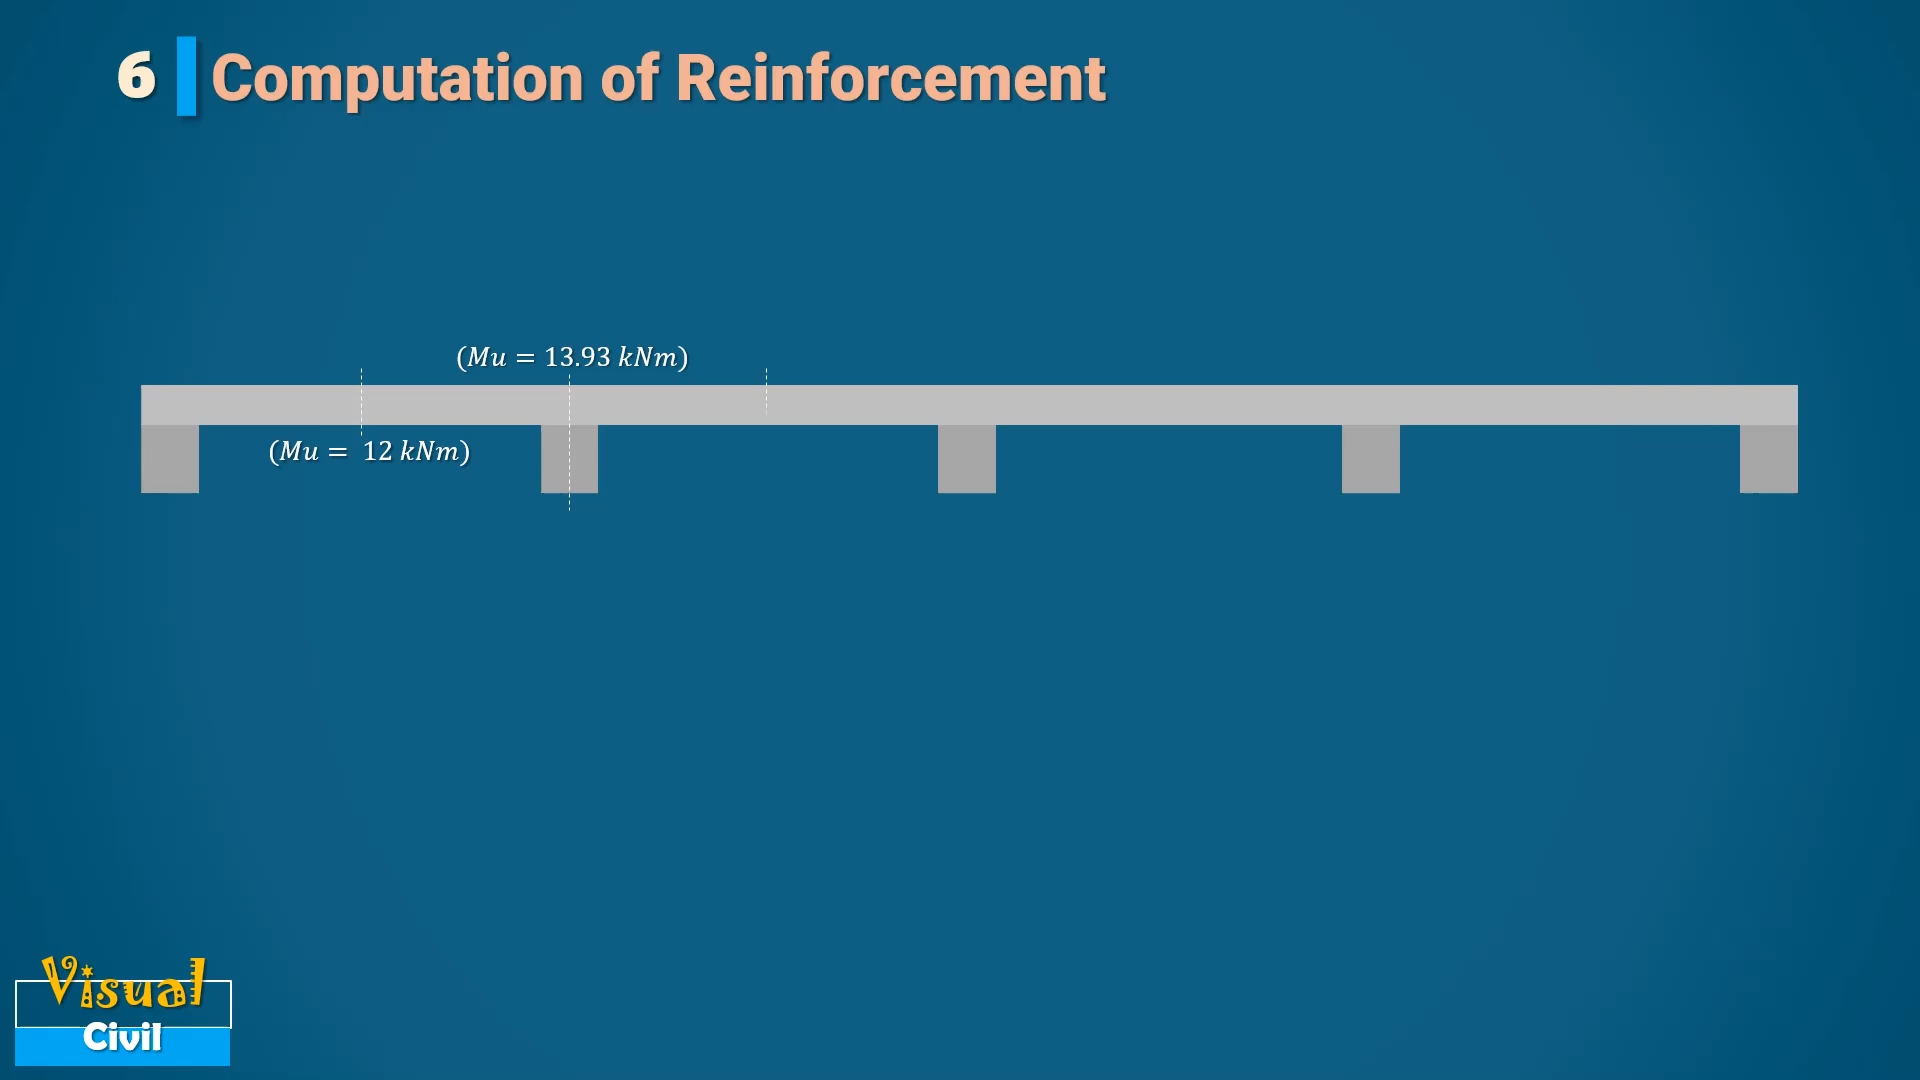 6 Computation of Reinforcement
(Mu = 13.93 kNm)
(Mu = 12 kNm)
Visual
Civil